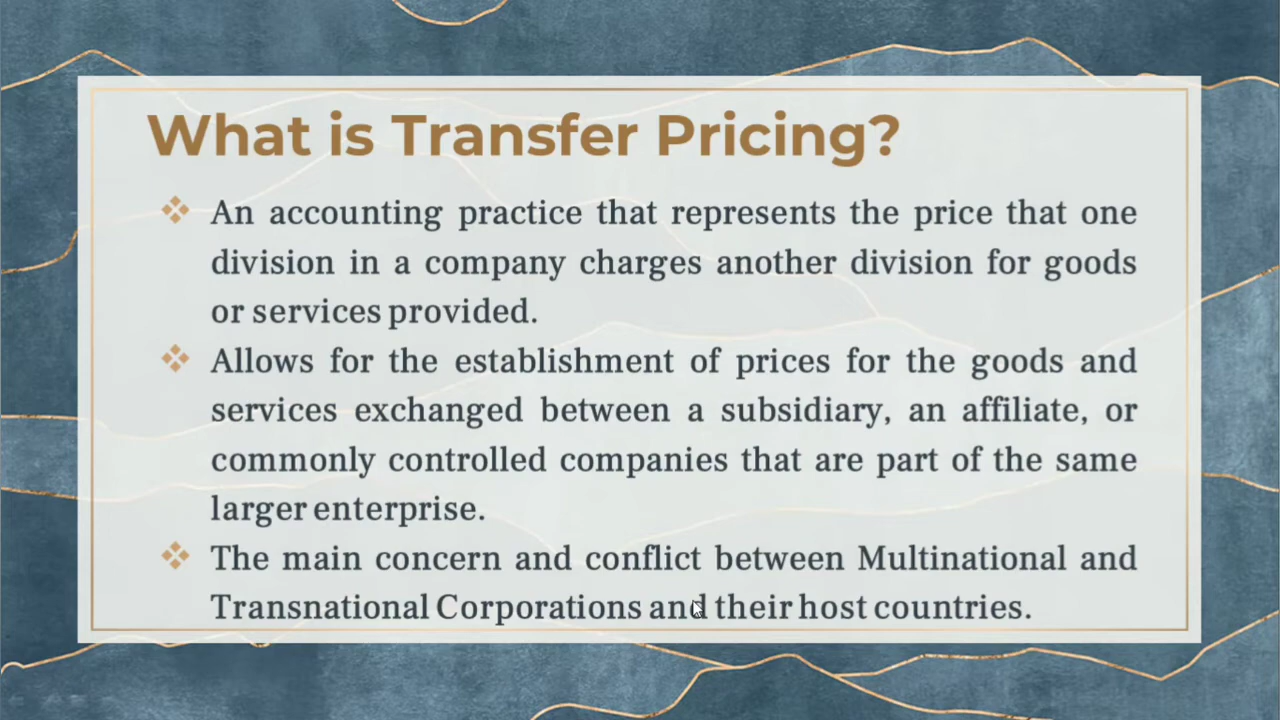 What is Transfer Pricing?
An accounting practice that represents the price that one
division in a company charges another division for goods
or services provided.
Allows for the establishment of prices for the goods and
services exchanged between a subsidiary, an affiliate, or
commonly controlled companies that are part of the same
larger enterprise.
The main concern and conflict between Multinational and
Transnational Corporations and their host countries.